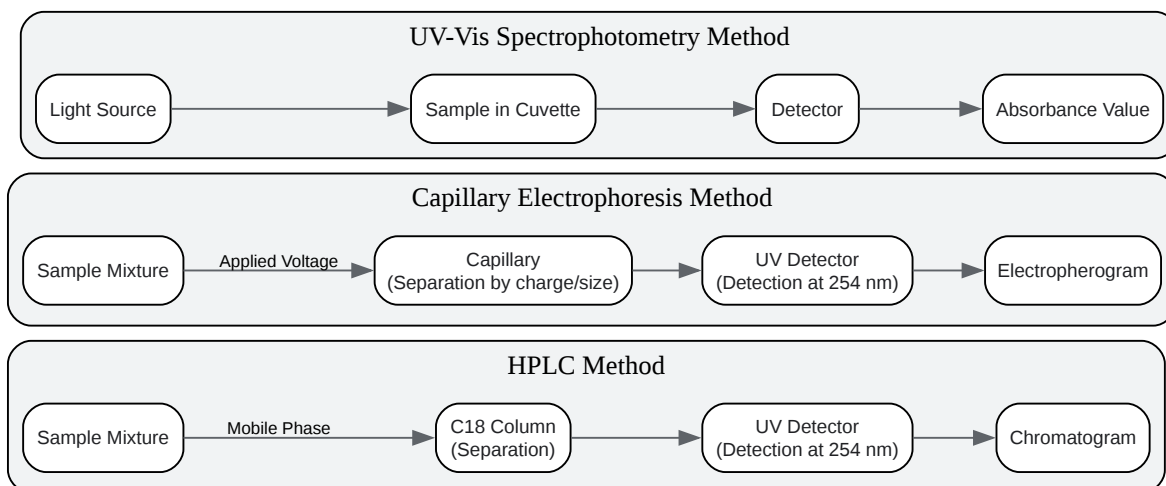 UV-Vis Spectrophotometry Method
Light Source
Sample in Cuvette
Detector
Absorbance Value
Capillary Electrophoresis Method
Sample Mixture
Applied Voltage
Capillary
(Separation by charge/size)
UV Detector
(Detection at 254 nm)
Electropherogram
HPLC Method
Sample Mixture
Mobile Phase
C18 Column
(Separation)
UV Detector
(Detection at 254 nm)
Chromatogram